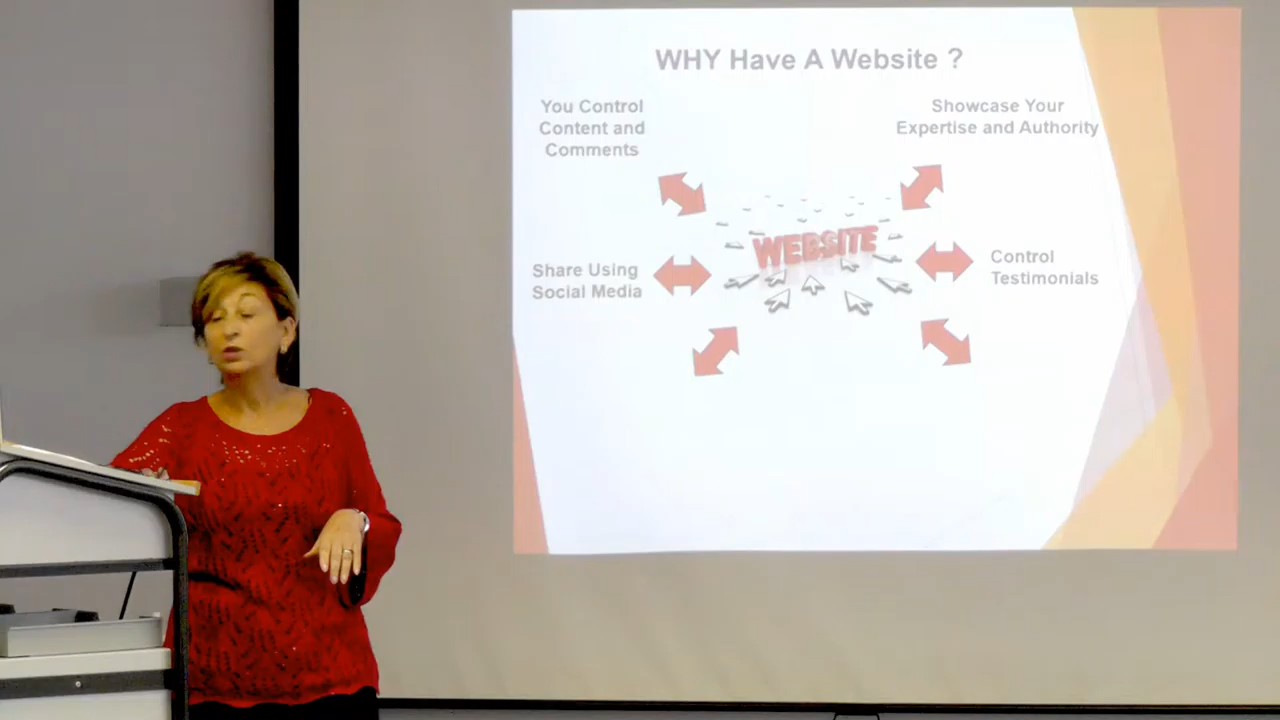 WHY Have A Website ?
You Control
Content and
Comments
Showcase Your
Expertise and Authority
WEBSITE
Share Using
Social Media
Control
Testimonials